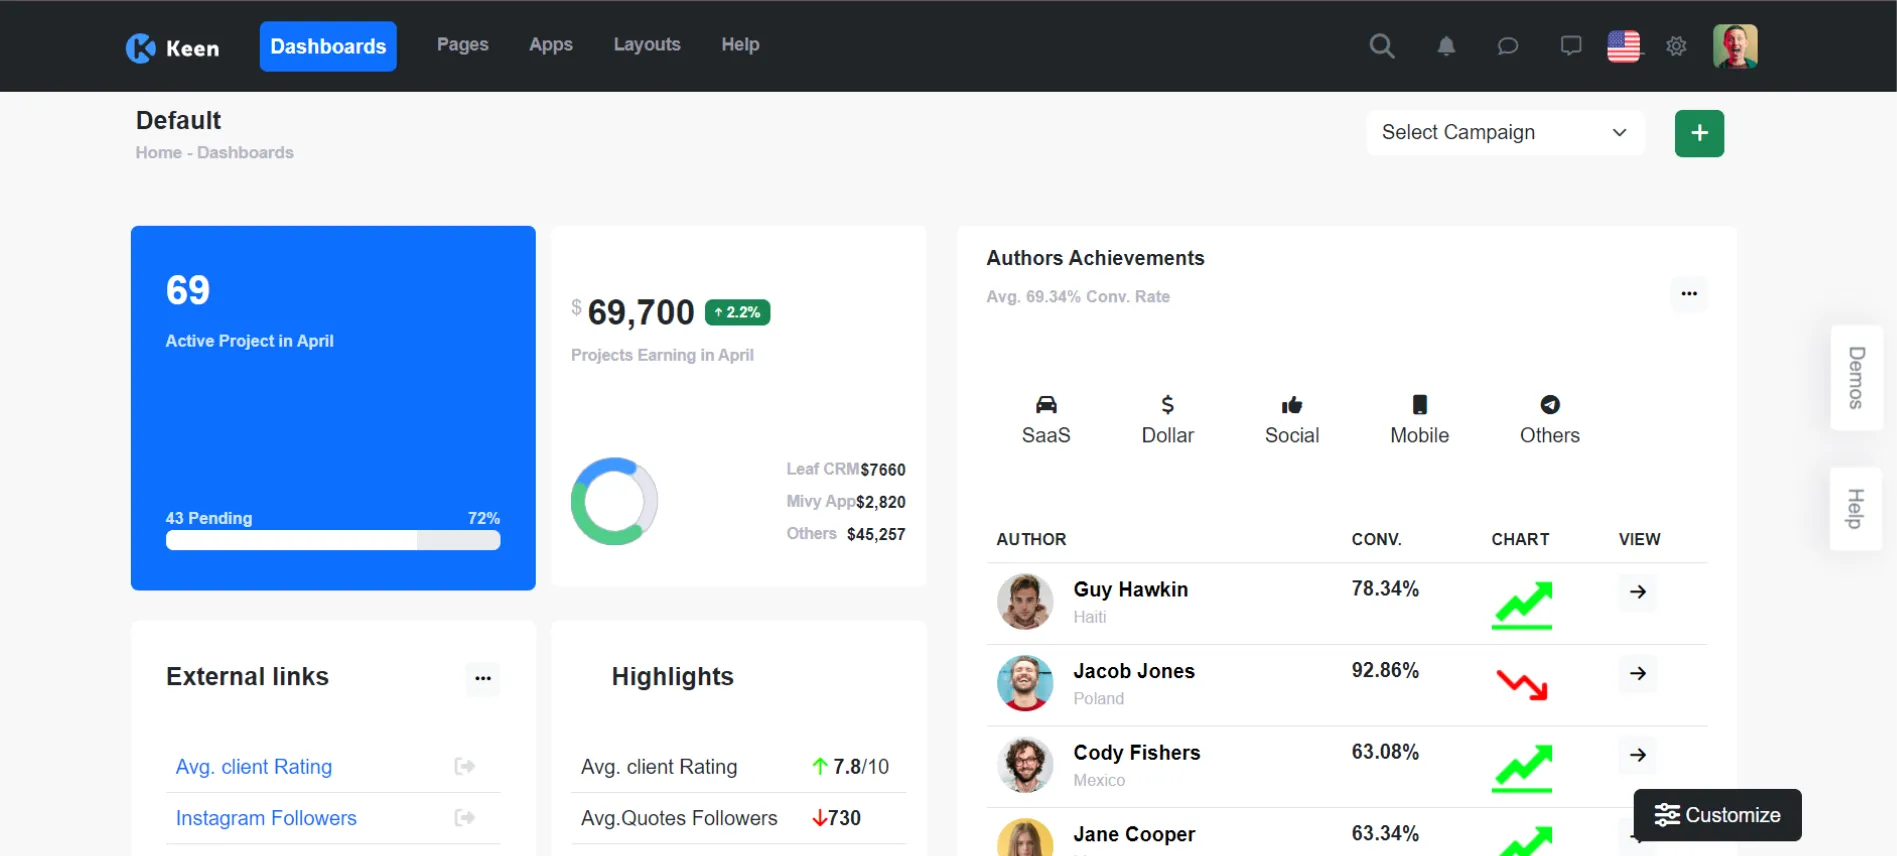 Keen Dashboards Pages Apps Layouts Help
Default
Home - Dashboards
Select Campaign
+
69
Active Project in April
43 Pending 72%
$ 69,700 ↑ 2.2%
Projects Earning in April
Leaf CRM $7660
Mivy App $2,820
Others $45,257
Authors Achievements
Avg. 69.34% Conv. Rate
SaaS Dollar Social Mobile Others
AUTHOR CONV. CHART VIEW
Guy Hawkin 78.34%
Haiti
Jacob Jones 92.86%
Poland
Cody Fishers 63.08%
Mexico
Jane Cooper 63.34%
External links
Avg. client Rating
Instagram Followers
Highlights
Avg. client Rating 7.8/10
Avg.Quotes Followers 730
Demos
Help
Customize